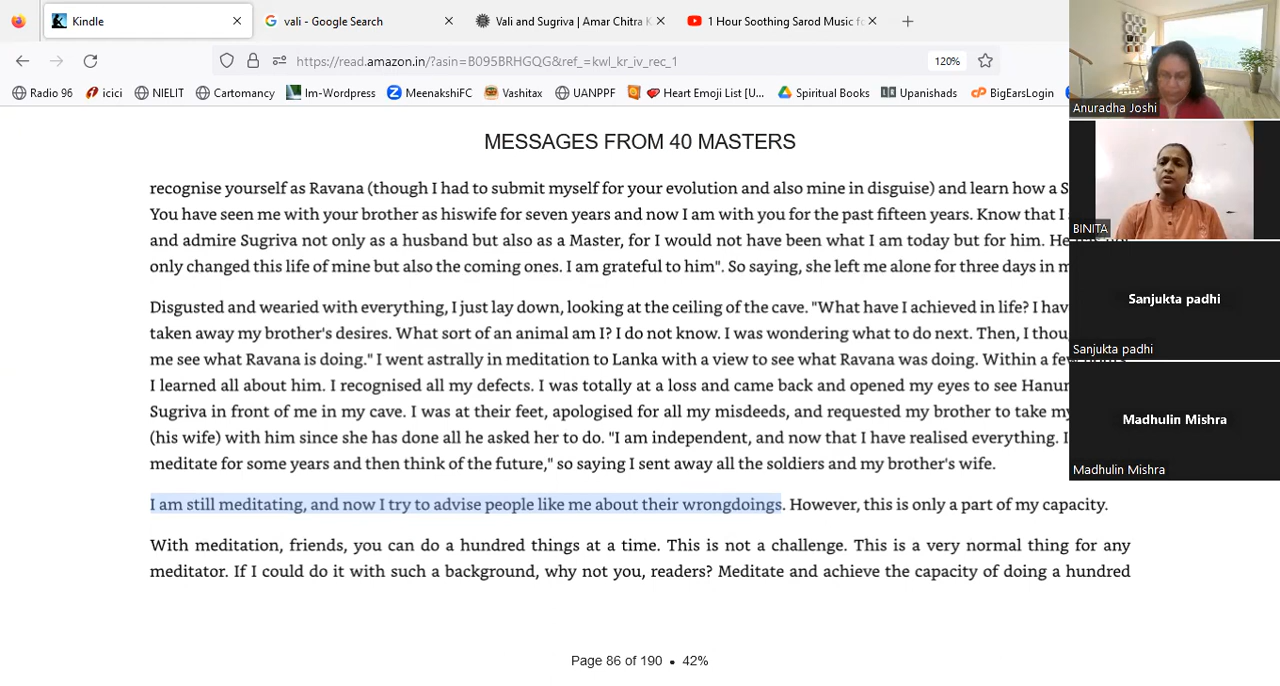 Kindle
vali - Google Search
Vali and Sugriva | Amar Chitra K
1 Hour Soothing Sarod Music fo
https://read.amazon.in/?asin=B095BRHGQG&ref_=kwl_kr_iv_rec_1
120%
Radio 96
icici
NIELIT
Cartomancy
Im-Wordpress
MeenakshiFC
Vashitax
UANPPF
Heart Emoji List [U...
Spiritual Books
Upanishads
BigEarsLogin
MESSAGES FROM 40 MASTERS
recognise yourself as Ravana (though I had to submit myself for your evolution and also mine in disguise) and learn how a S
You have seen me with your brother as hiswife for seven years and now I am with you for the past fifteen years. Know that I
and admire Sugriva not only as a husband but also as a Master, for I would not have been what I am today but for him. He
only changed this life of mine but also the coming ones. I am grateful to him". So saying, she left me alone for three days in m
Disgusted and wearied with everything, I just lay down, looking at the ceiling of the cave. "What have I achieved in life? I hav
taken away my brother's desires. What sort of an animal am I? I do not know. I was wondering what to do next. Then, I thou
me see what Ravana is doing." I went astrally in meditation to Lanka with a view to see what Ravana was doing. Within a few
I learned all about him. I recognised all my defects. I was totally at a loss and came back and opened my eyes to see Hanu
Sugriva in front of me in my cave. I was at their feet, apologised for all my misdeeds, and requested my brother to take my
(his wife) with him since she has done all he asked her to do. "I am independent, and now that I have realised everything. I
meditate for some years and then think of the future," so saying I sent away all the soldiers and my brother's wife.
I am still meditating, and now I try to advise people like me about their wrongdoings. However, this is only a part of my capacity.
With meditation, friends, you can do a hundred things at a time. This is not a challenge. This is a very normal thing for any
meditator. If I could do it with such a background, why not you, readers? Meditate and achieve the capacity of doing a hundred
Page 86 of 190 • 42%
Anuradha Joshi
BINITA
Sanjukta padhi
Sanjukta padhi
Madhulin Mishra
Madhulin Mishra